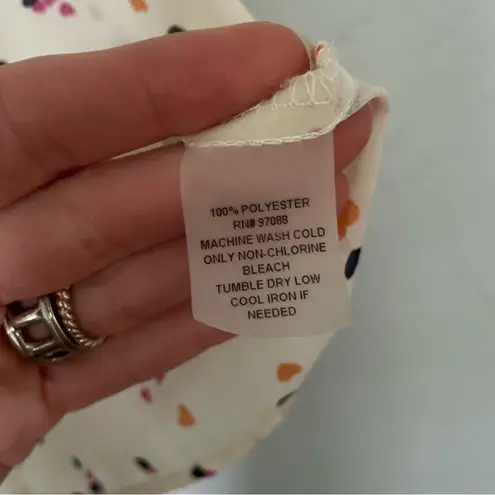 100% POLYESTER
RN# 97088
MACHINE WASH COLD
ONLY NON-CHLORINE
BLEACH
TUMBLE DRY LOW
COOL IRON IF
NEEDED